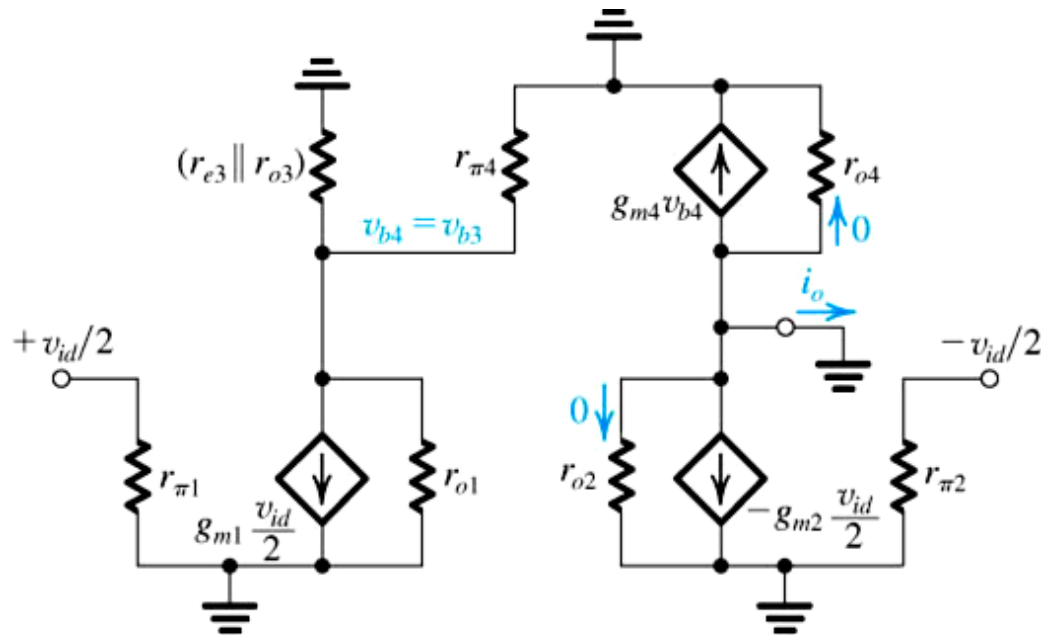 (r_{e3} || r_{o3})
r_{π4}
r_{o4}
g_{m4}v_{b4}
v_{b4} = v_{b3}
0
i_o
+ v_{id}/2
− v_{id}/2
0
r_{π1}
r_{o1}
r_{o2}
r_{π2}
g_{m1} \frac{v_{id}}{2}
−g_{m2} \frac{v_{id}}{2}